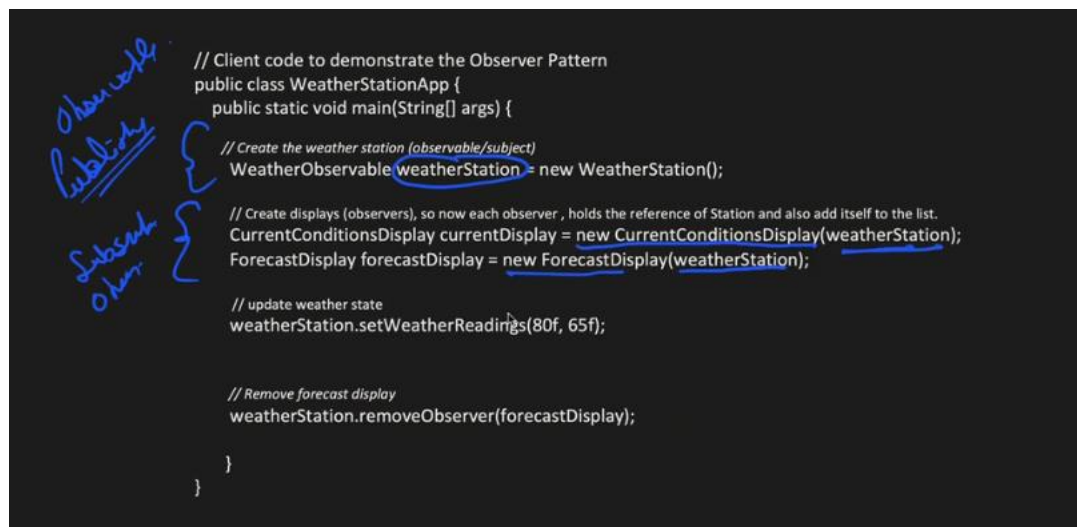 Observable
Publisher
// Client code to demonstrate the Observer Pattern
public class WeatherStationApp {
public static void main(String[] args) {
// Create the weather station (observable/subject)
WeatherObservable weatherStation = new WeatherStation();
Obser
// Create displays (observers), so now each observer , holds the reference of Station and also add itself to the list.
CurrentConditionsDisplay currentDisplay = new CurrentConditionsDisplay(weatherStation);
ForecastDisplay forecastDisplay = new ForecastDisplay(weatherStation);
// update weather state
weatherStation.setWeatherReadings(80f, 65f);
// Remove forecast display
weatherStation.removeObserver(forecastDisplay);
}
}